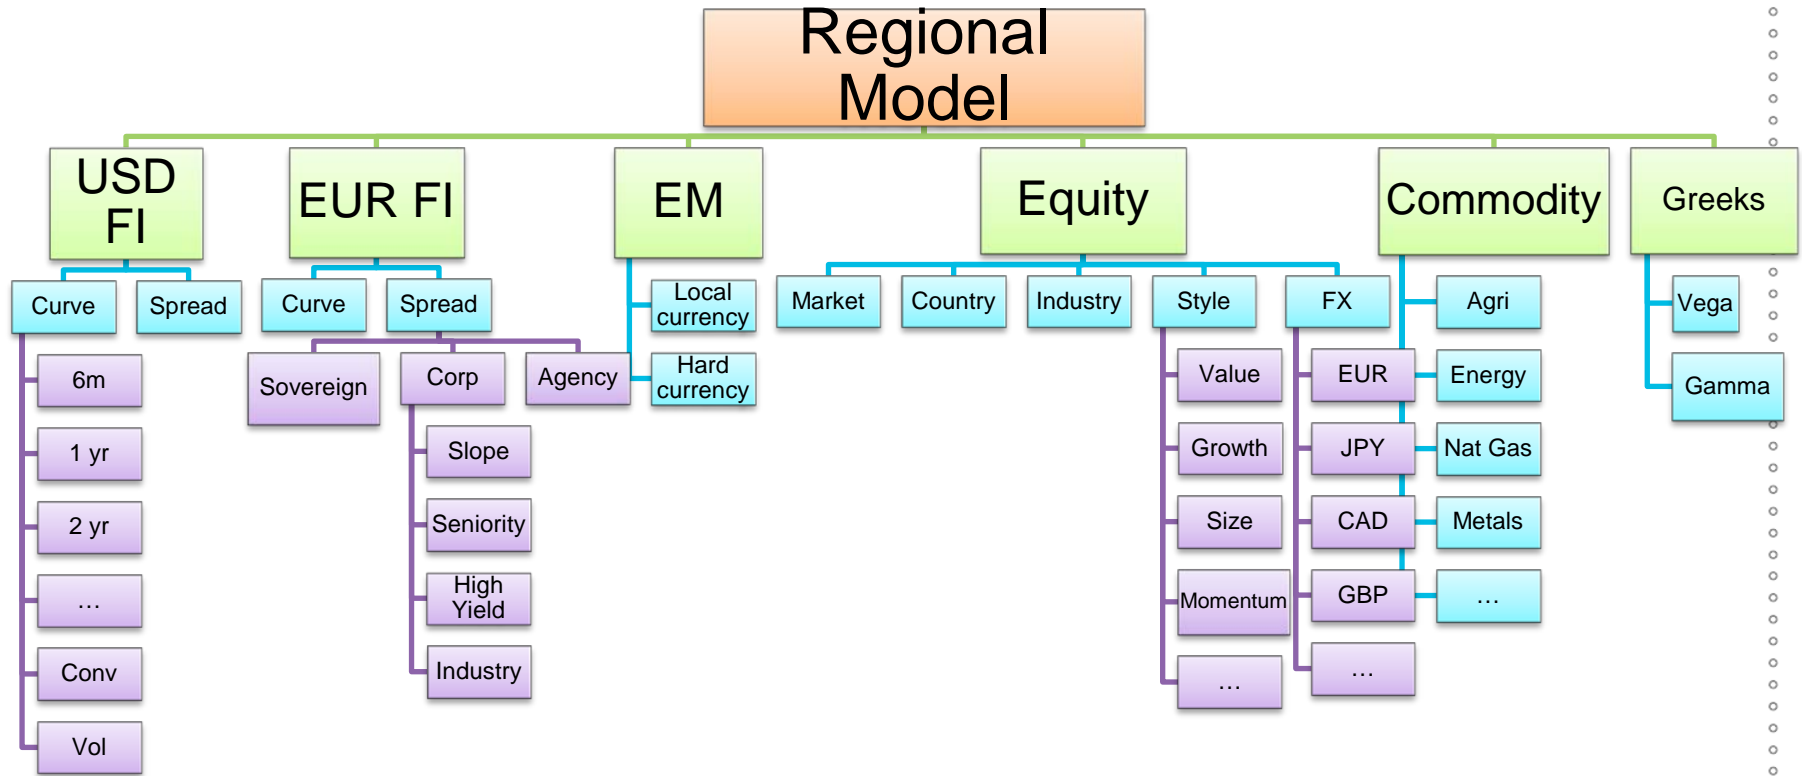 Regional
Model
USD
FI
EUR FI
EM
Equity
Commodity
Greeks
Curve
Spread
Curve
Spread
Local
currency
Market
Country
Industry
Style
FX
Agri
Vega
6m
Sovereign
Corp
Agency
Hard
currency
Value
EUR
Energy
Gamma
1 yr
Slope
Growth
JPY
Nat Gas
2 yr
Seniority
Size
CAD
Metals
…
High
Yield
Momentum
GBP
…
Conv
Industry
…
…
Vol